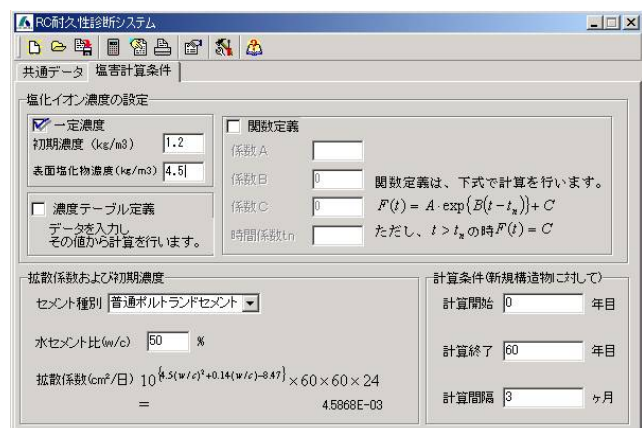 RC耐久性診断システム
共通データ 塩害計算条件
塩化イオン濃度の設定
一定濃度
初期濃度 (kg/m3) 1.2
表面塩化物濃度(kg/m3) 4.5
濃度テーブル定義
データを入力し
その値から計算を行います。
関数定義
係数A
係数B 0
係数C 0
時間係数tn
関数定義は、下式で計算を行います。
F(t) = A·exp{B(t-tn)}+C
ただし、t>tnの時F(t) = C
拡散係数および初期濃度
セメント種別 普通ポルトランドセメント
水セメント比(w/c) 50 %
拡散係数(cm²/日) 10^{4.5(w/c)²+0.14(w/c)-8.47} ×60×60×24
= 4.5868E-03
計算条件(新規構造物に対して)
計算開始 0 年目
計算終了 60 年目
計算間隔 3 ヶ月